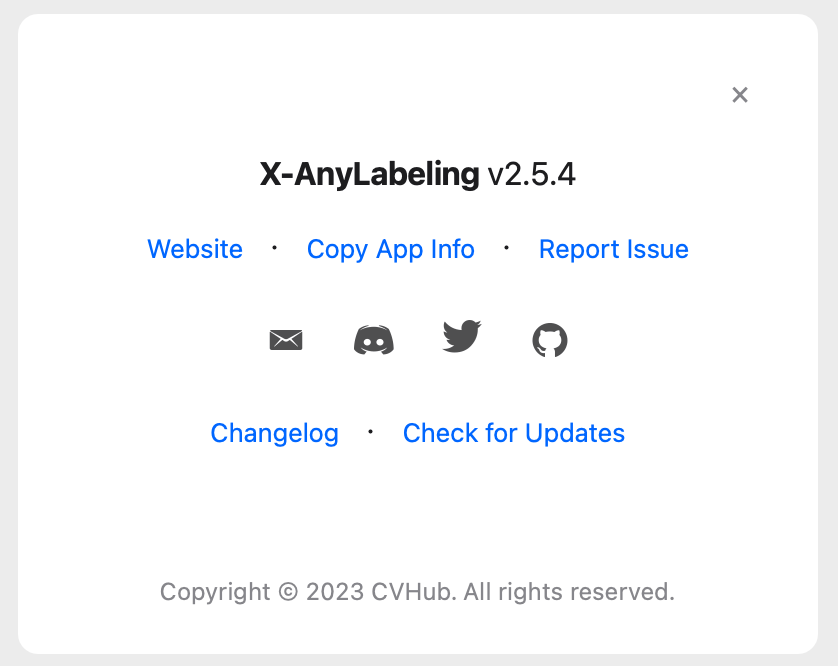 X-AnyLabeling v2.5.4
Website · Copy App Info · Report Issue
Changelog · Check for Updates
Copyright © 2023 CVHub. All rights reserved.